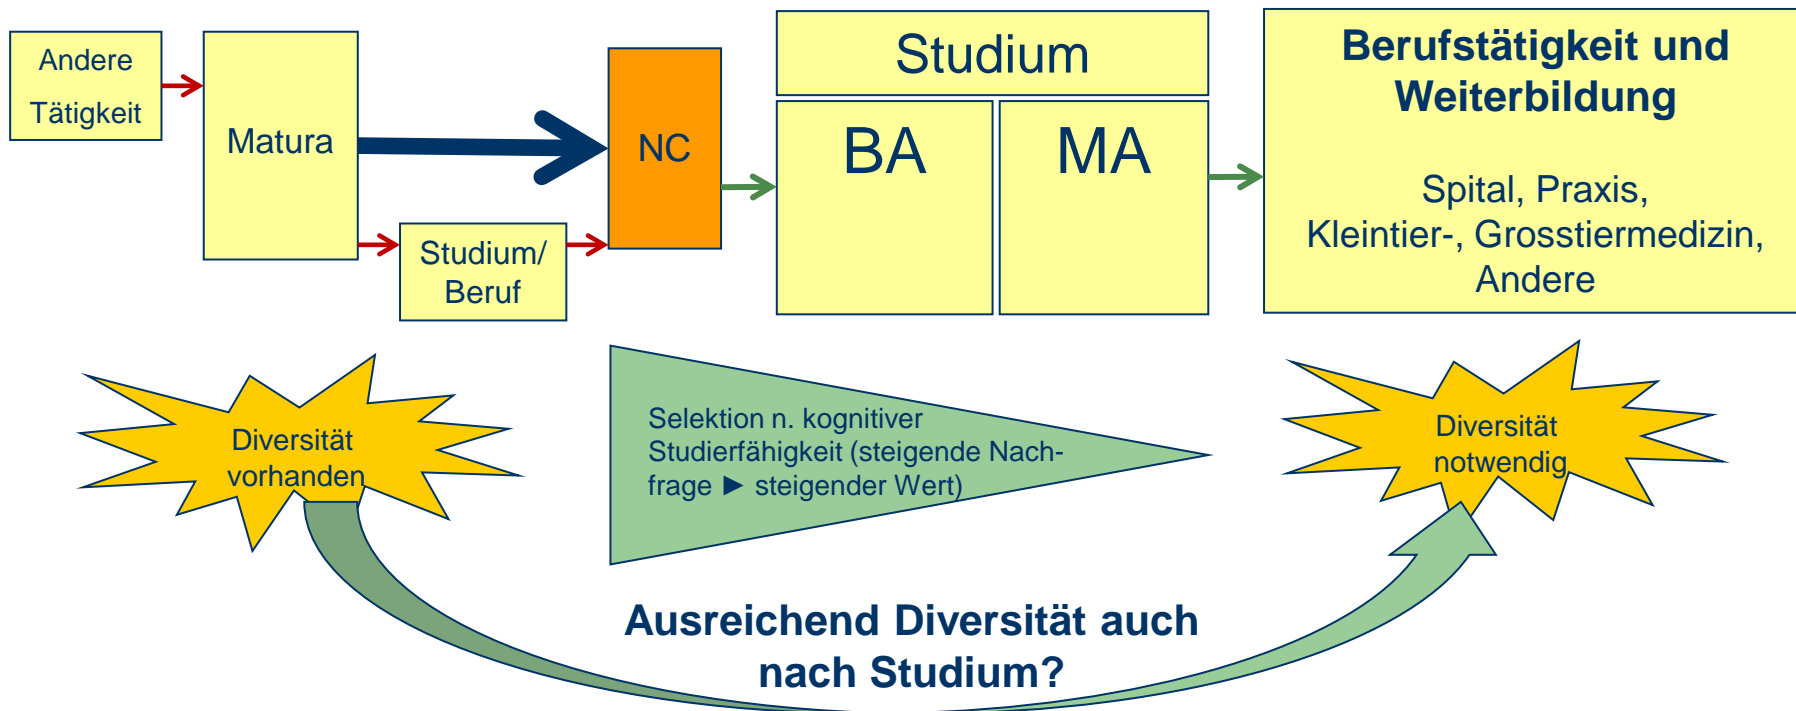 Andere
Tätigkeit
Matura
Studium/
Beruf
NC
Studium
BA
MA
Berufstätigkeit und
Weiterbildung
Spital, Praxis,
Kleintier-, Grosstiermedizin,
Andere
Diversität
vorhanden
Selektion n. kognitiver
Studierfähigkeit (steigende Nach-
frage ► steigender Wert)
Diversität
notwendig
Ausreichend Diversität auch
nach Studium?